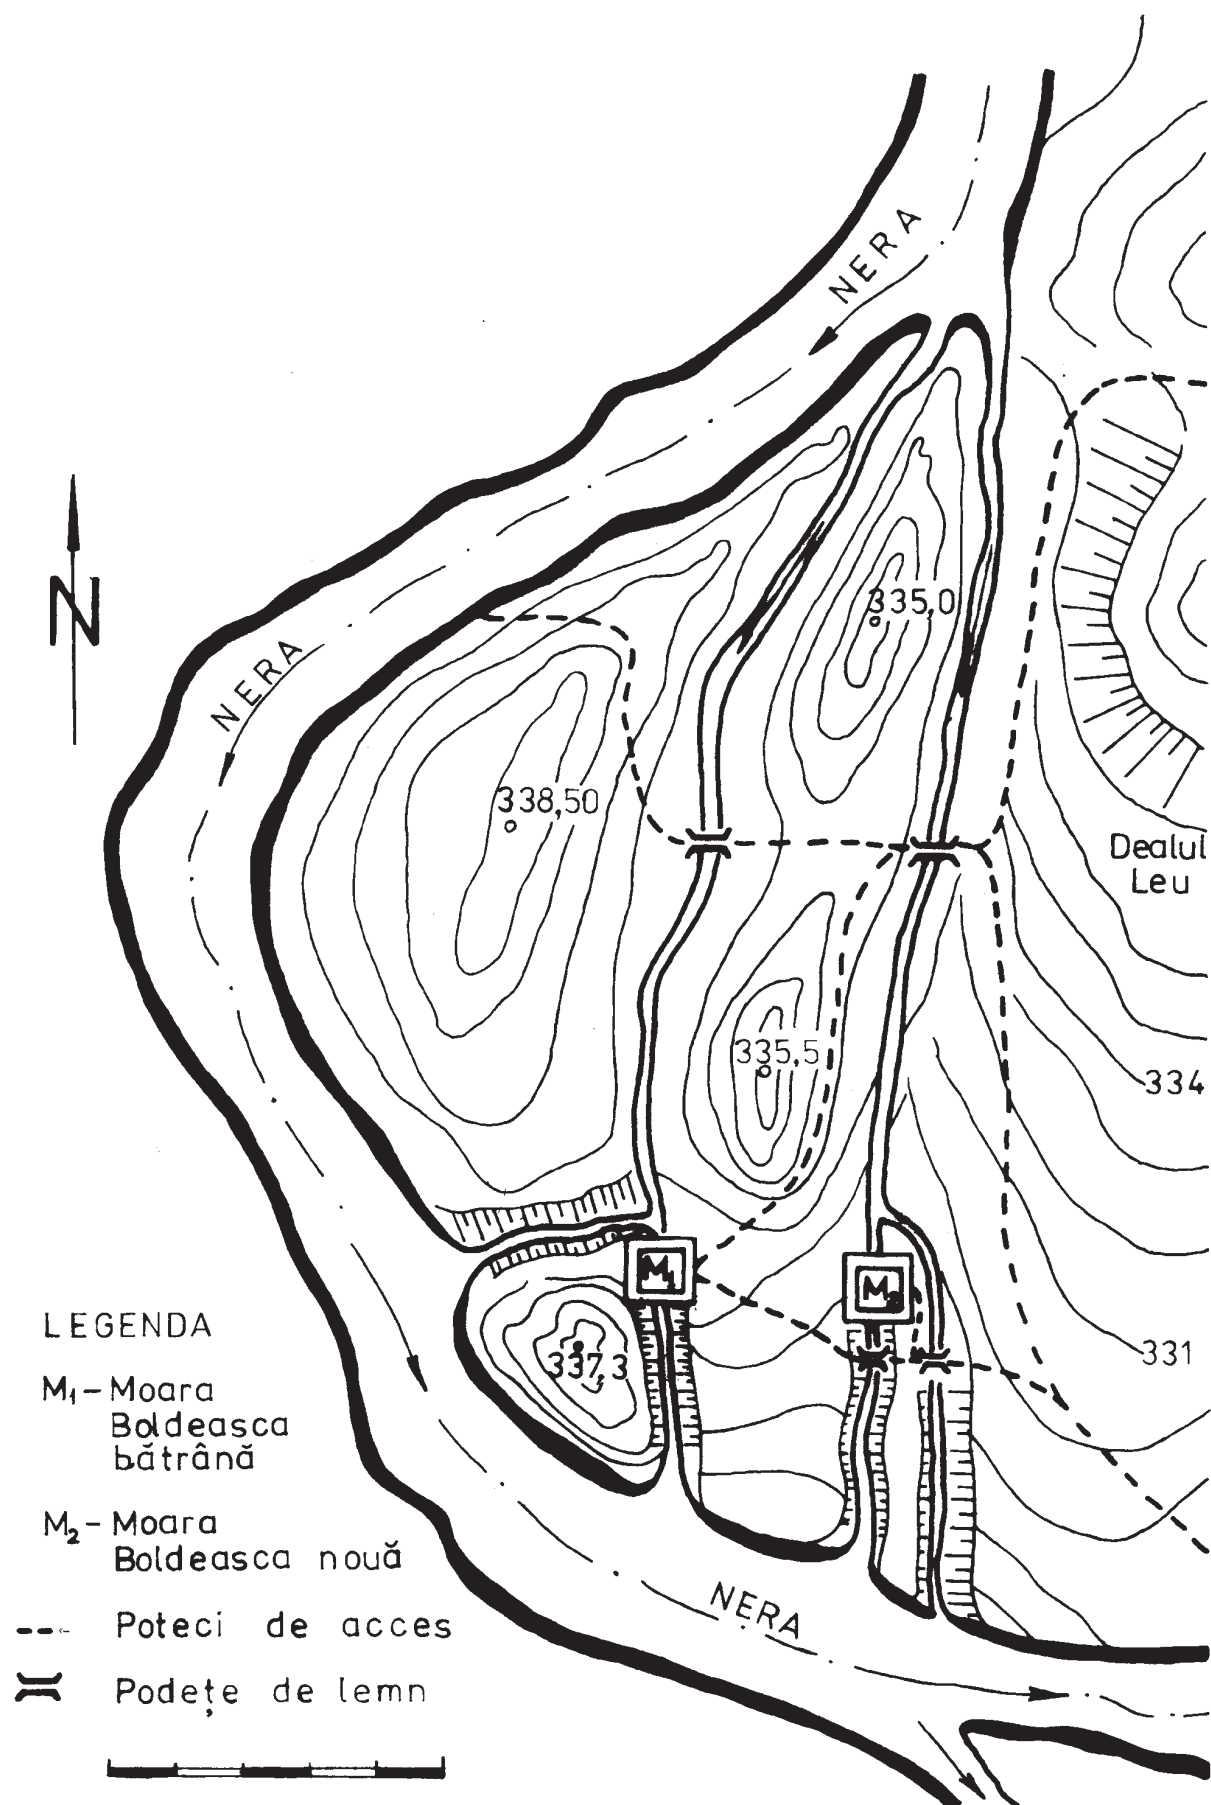 NERA
335,0
N
NERA
338,50
Dealul
Leu
335,5
334
M₁
M₂
337,3
331
LEGENDA
M₁ – Moara
Boldeasca
bătrână
M₂ – Moara
Boldeasca nouă
Poteci de acces
Podețe de lemn
NERA